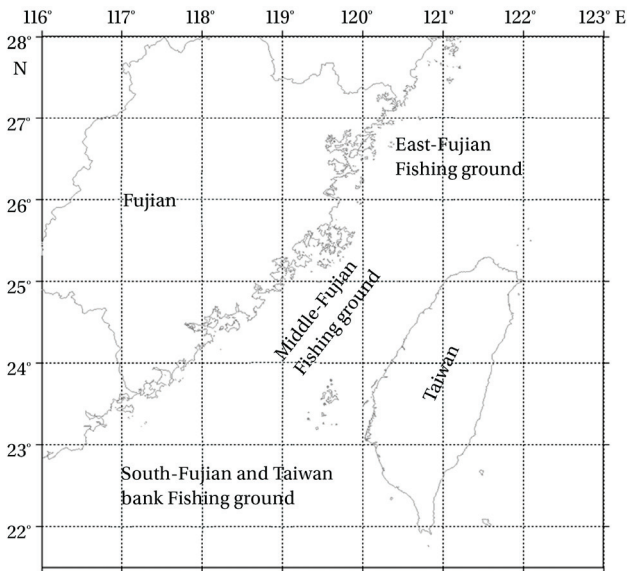 116° 117° 118° 119° 120° 121° 122° 123° E
28°
N
27°
East-Fujian
Fishing ground
Fujian
26°
25°
Middle-Fujian
Fishing ground
24°
Taiwan
23°
South-Fujian and Taiwan
bank Fishing ground
22°